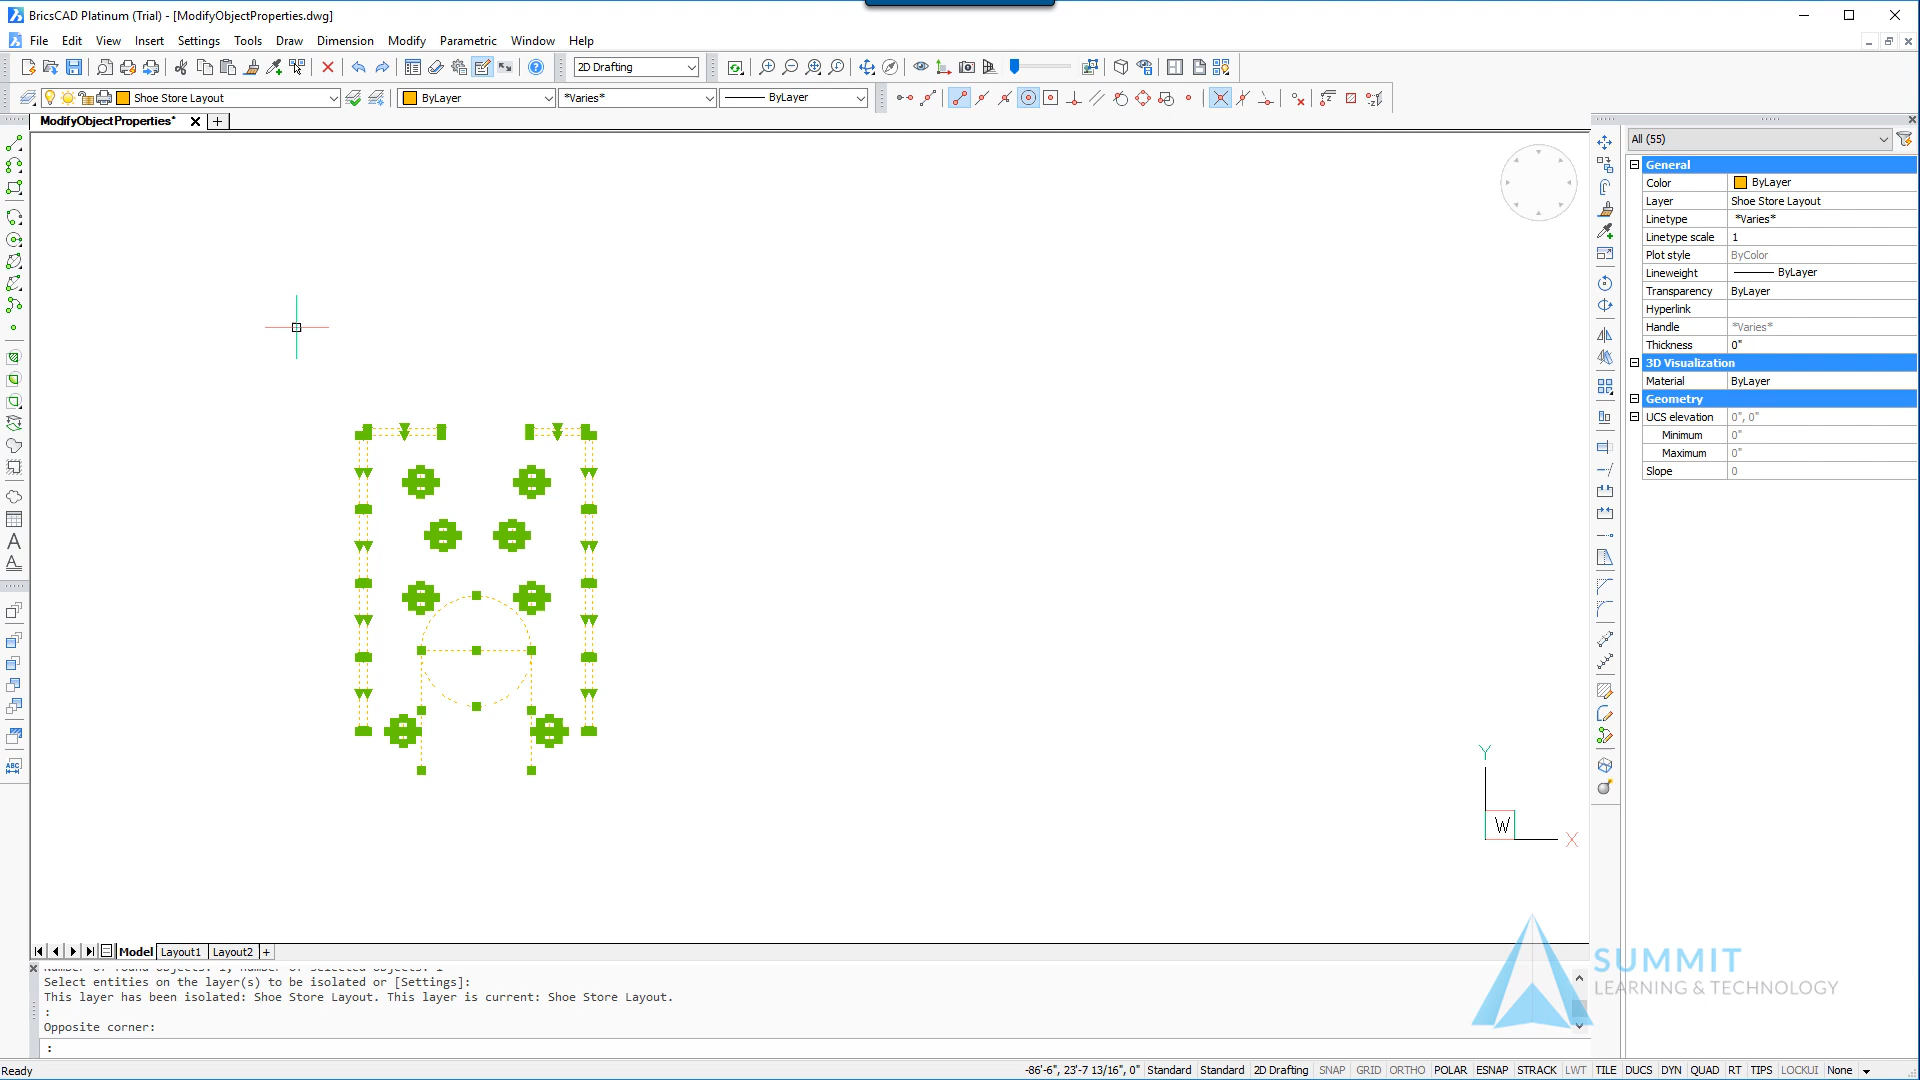 BricsCAD Platinum (Trial) - [ModifyObjectProperties.dwg]
File Edit View Insert Settings Tools Draw Dimension Modify Parametric Window Help
2D Drafting
Shoe Store Layout ByLayer *Varies* ByLayer
ModifyObjectProperties*
All (55)
General
Color ByLayer
Layer Shoe Store Layout
Linetype *Varies*
Linetype scale 1
Plot style ByColor
Lineweight ByLayer
Transparency ByLayer
Hyperlink
Handle *Varies*
Thickness 0"
3D Visualization
Material ByLayer
Geometry
UCS elevation 0", 0"
Minimum 0"
Maximum 0"
Slope 0
A
A
ABC
Y
W
X
Model Layout1 Layout2 +
Select entities on the layer(s) to be isolated or [Settings]:
This layer has been isolated: Shoe Store Layout. This layer is current: Shoe Store Layout.
:
Opposite corner:
:
SUMMIT
LEARNING & TECHNOLOGY
Ready -86'-6", 23'-7 13/16", 0" Standard Standard 2D Drafting SNAP GRID ORTHO POLAR ESNAP STRACK LWT TILE DUCS DYN QUAD RT TIPS LOCKUI None